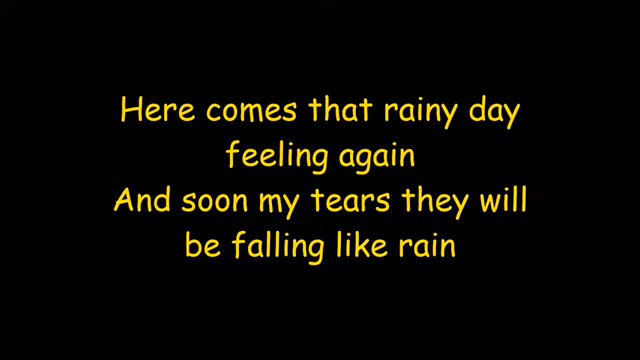 Here comes that rainy day
feeling again
And soon my tears they will
be falling like rain